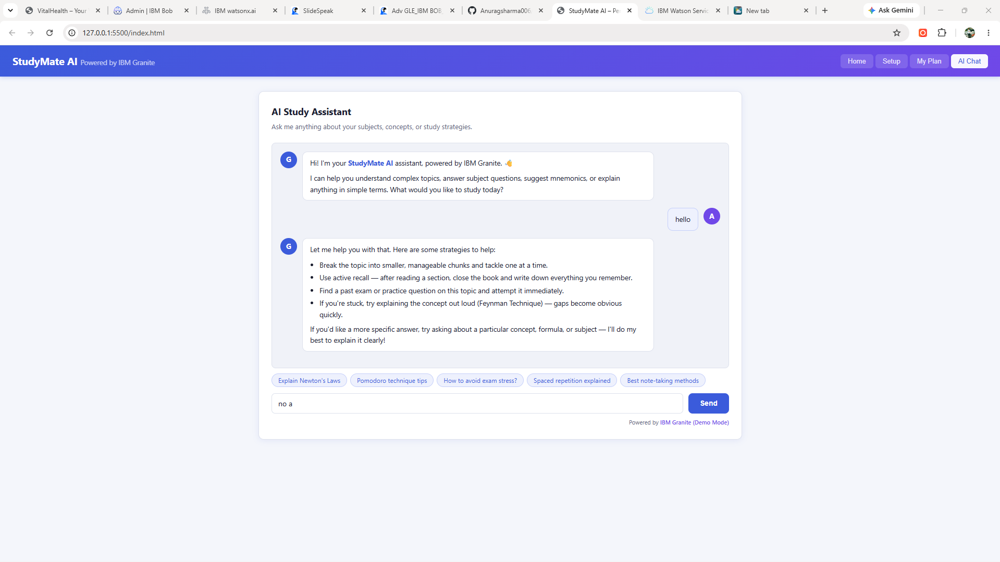 VitalHealth – Your
Admin | IBM Bob
IBM watsonx.ai
SlideSpeak
Adv GLE_IBM BOB_
Anuragsharma006
StudyMate AI – Pe
IBM Watson Servic
New tab
Ask Gemini
127.0.0.1:5500/index.html
StudyMate AI Powered by IBM Granite
Home
Setup
My Plan
AI Chat
AI Study Assistant
Ask me anything about your subjects, concepts, or study strategies.
G
Hi! I'm your StudyMate AI assistant, powered by IBM Granite. 👋
I can help you understand complex topics, answer subject questions, suggest mnemonics, or explain
anything in simple terms. What would you like to study today?
hello
A
G
Let me help you with that. Here are some strategies to help:
• Break the topic into smaller, manageable chunks and tackle one at a time.
• Use active recall — after reading a section, close the book and write down everything you remember.
• Find a past exam or practice question on this topic and attempt it immediately.
• If you're stuck, try explaining the concept out loud (Feynman Technique) — gaps become obvious
quickly.
If you'd like a more specific answer, try asking about a particular concept, formula, or subject — I'll do my
best to explain it clearly!
Explain Newton's Laws
Pomodoro technique tips
How to avoid exam stress?
Spaced repetition explained
Best note-taking methods
no a
Send
Powered by IBM Granite (Demo Mode)